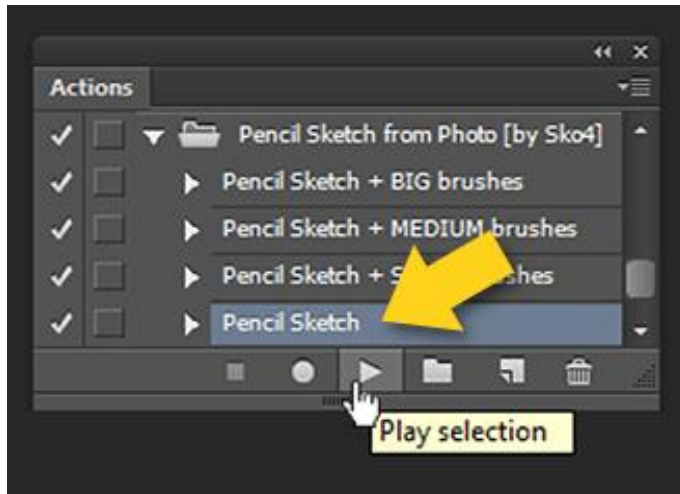 Actions
Pencil Sketch from Photo [by Sko4]
Pencil Sketch + BIG brushes
Pencil Sketch + MEDIUM brushes
Pencil Sketch + S shes
Pencil Sketch
Play selection